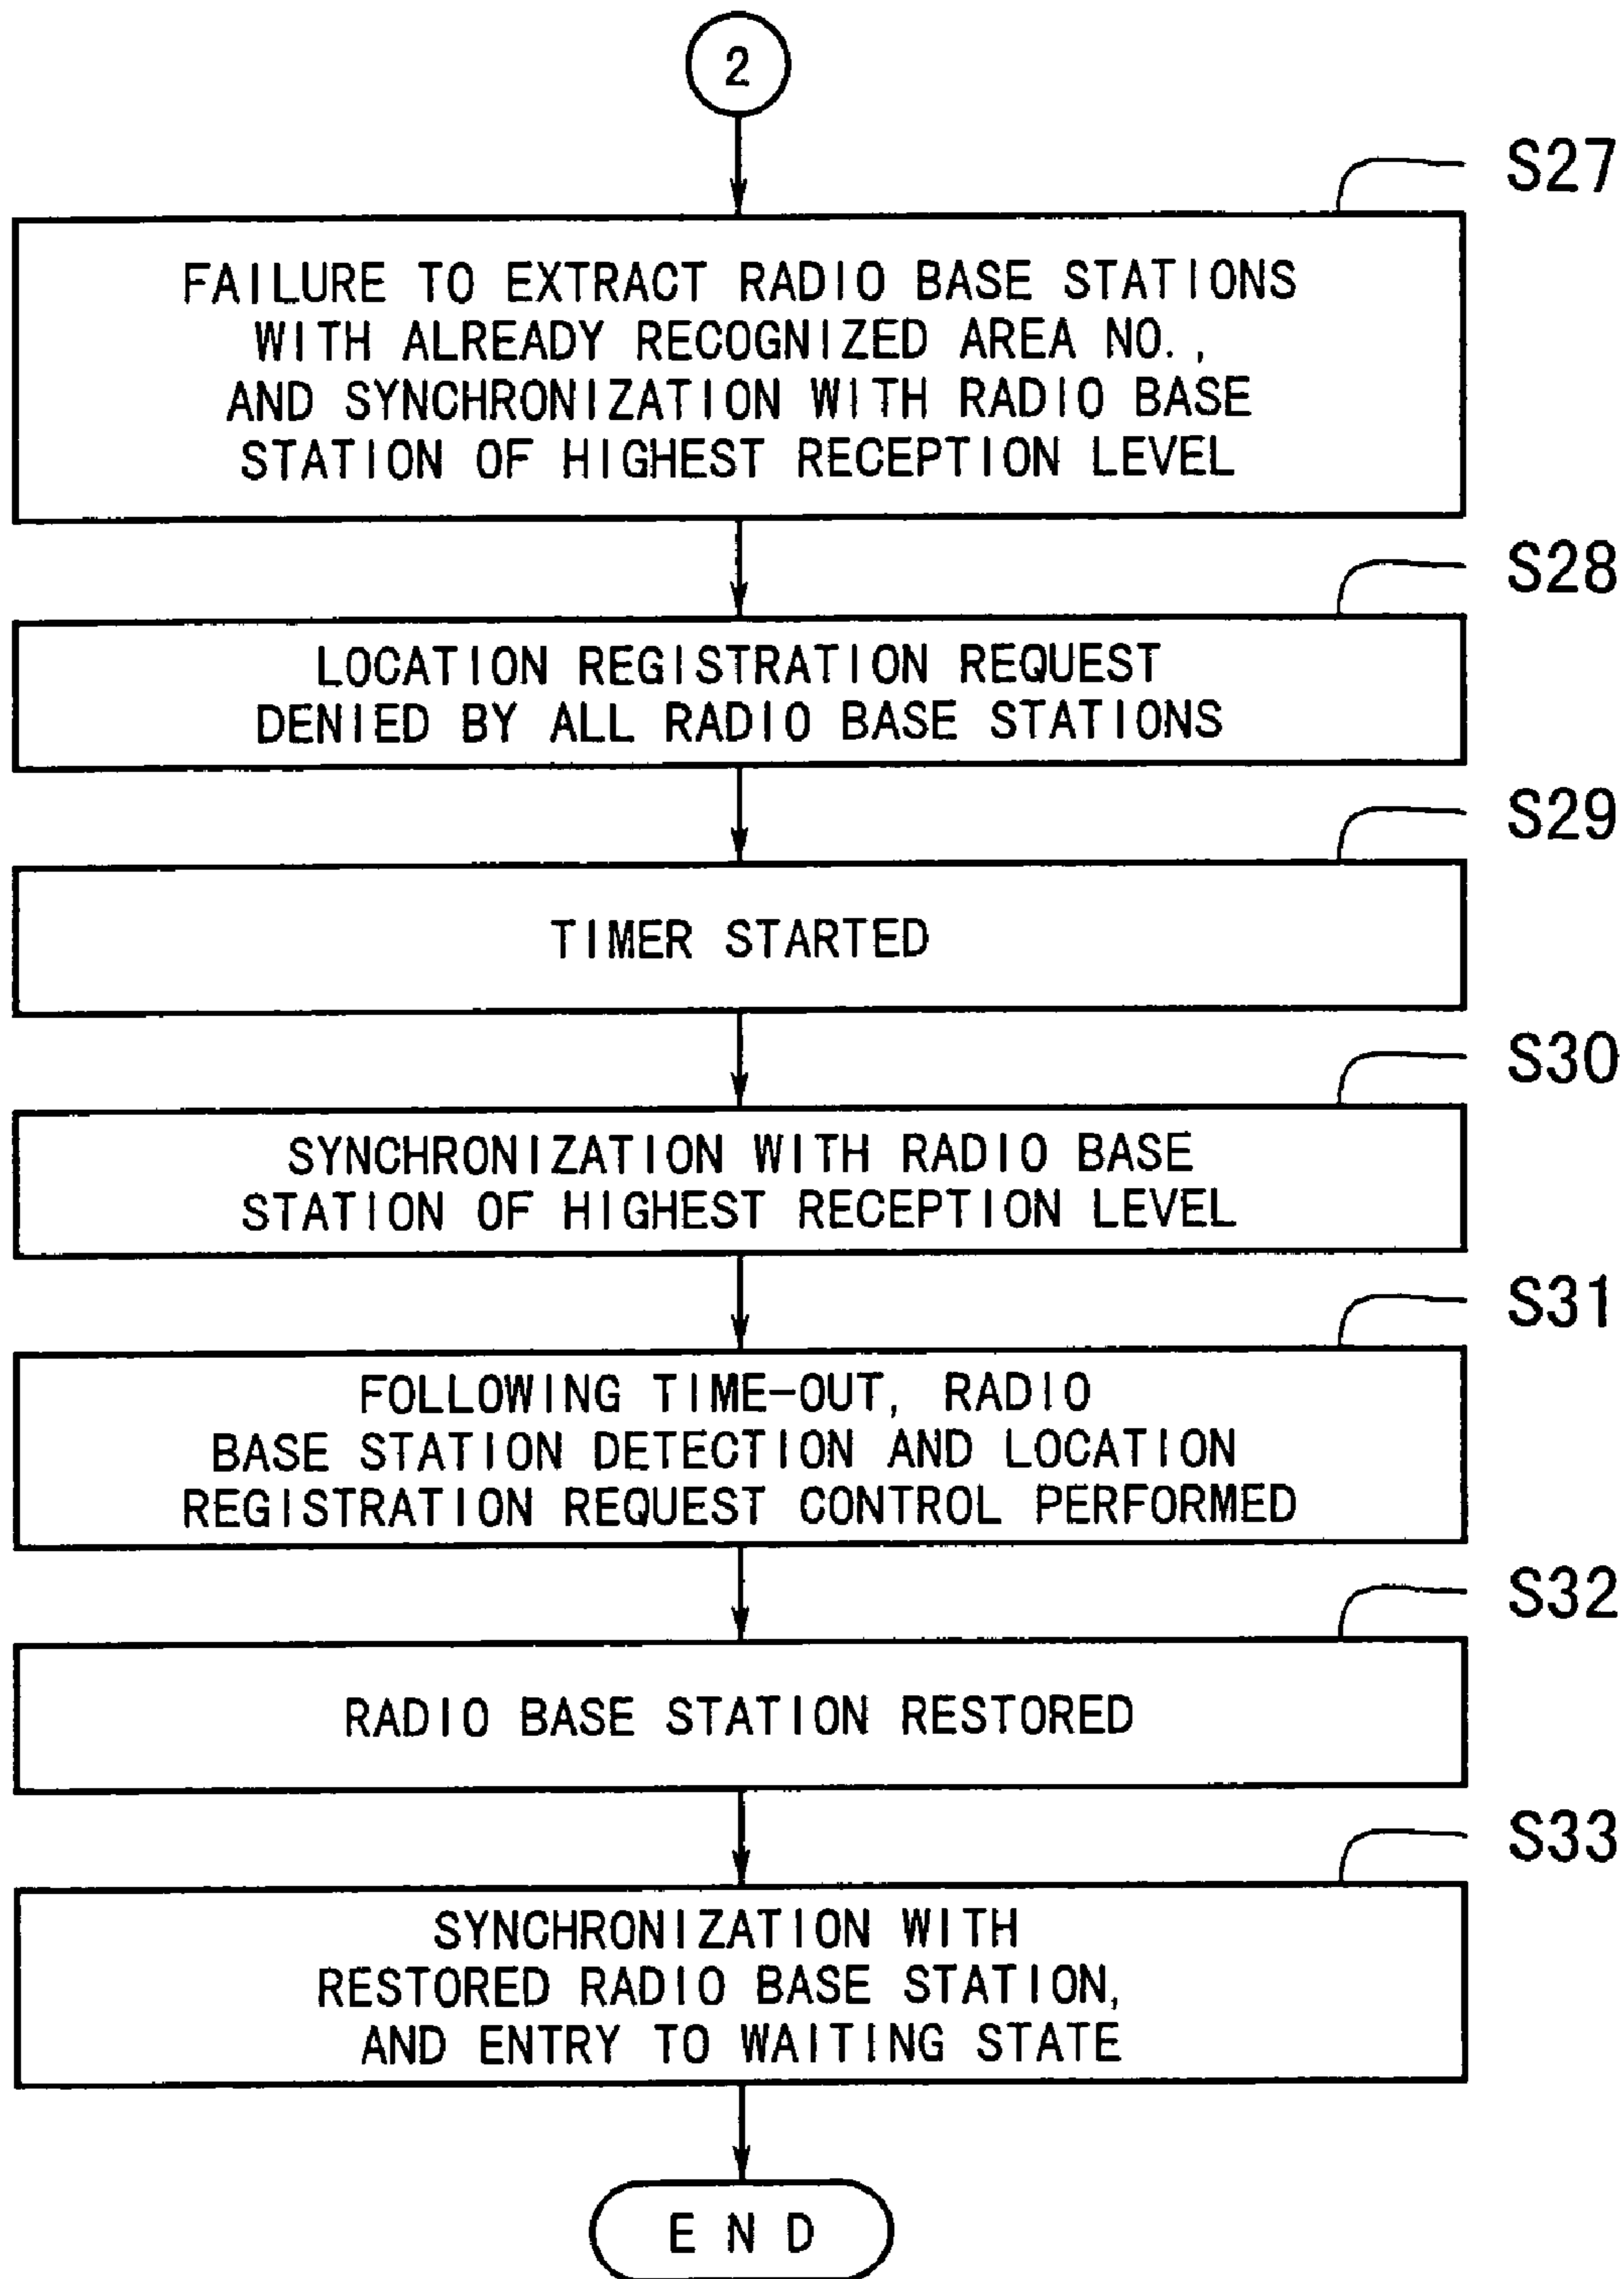 2
S27
FAILURE TO EXTRACT RADIO BASE STATIONS
WITH ALREADY RECOGNIZED AREA NO.,
AND SYNCHRONIZATION WITH RADIO BASE
STATION OF HIGHEST RECEPTION LEVEL
S28
LOCATION REGISTRATION REQUEST
DENIED BY ALL RADIO BASE STATIONS
S29
TIMER STARTED
S30
SYNCHRONIZATION WITH RADIO BASE
STATION OF HIGHEST RECEPTION LEVEL
S31
FOLLOWING TIME-OUT, RADIO
BASE STATION DETECTION AND LOCATION
REGISTRATION REQUEST CONTROL PERFORMED
S32
RADIO BASE STATION RESTORED
S33
SYNCHRONIZATION WITH
RESTORED RADIO BASE STATION,
AND ENTRY TO WAITING STATE
END